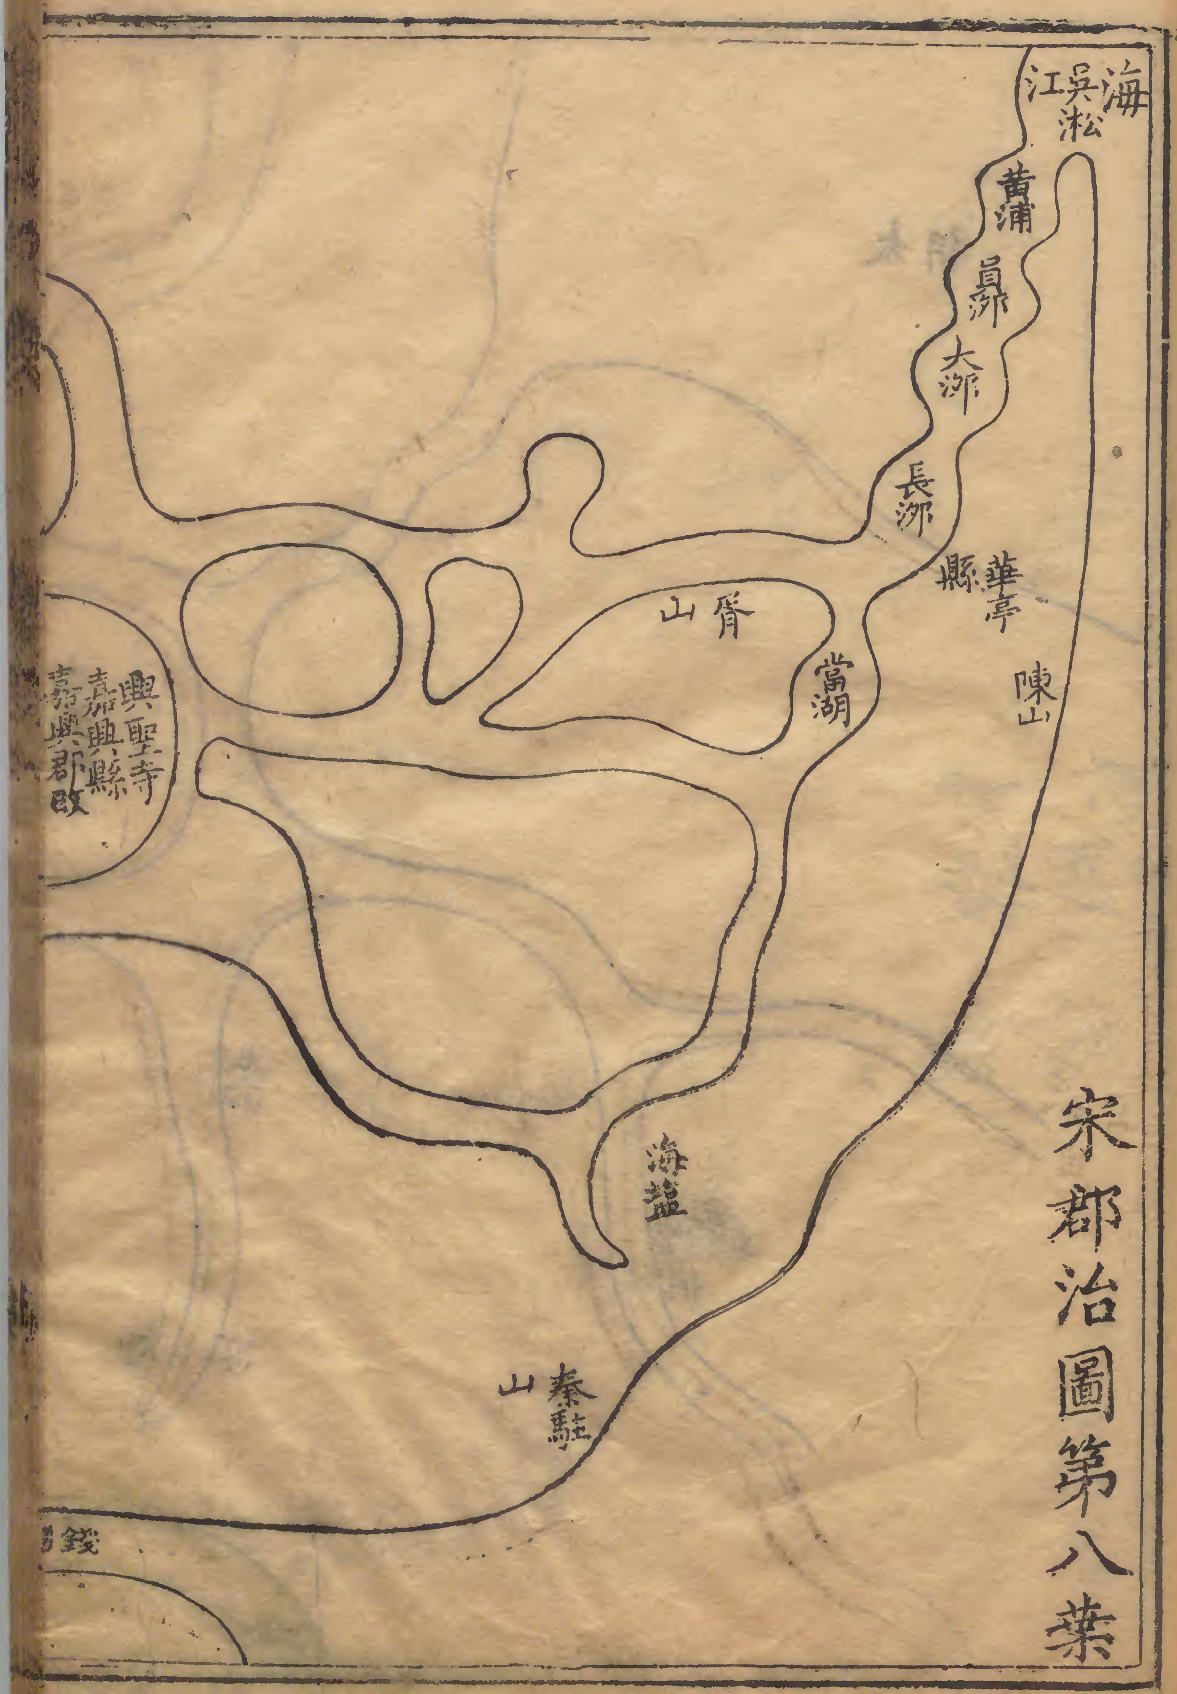 海
吳淞
江
黃浦
員泖
大泖
長泖
華亭
縣
陳山
胥
山
當湖
興聖寺
嘉興縣
嘉興郡
海塩
秦駐
山
錢
宋郡治圖第八葉